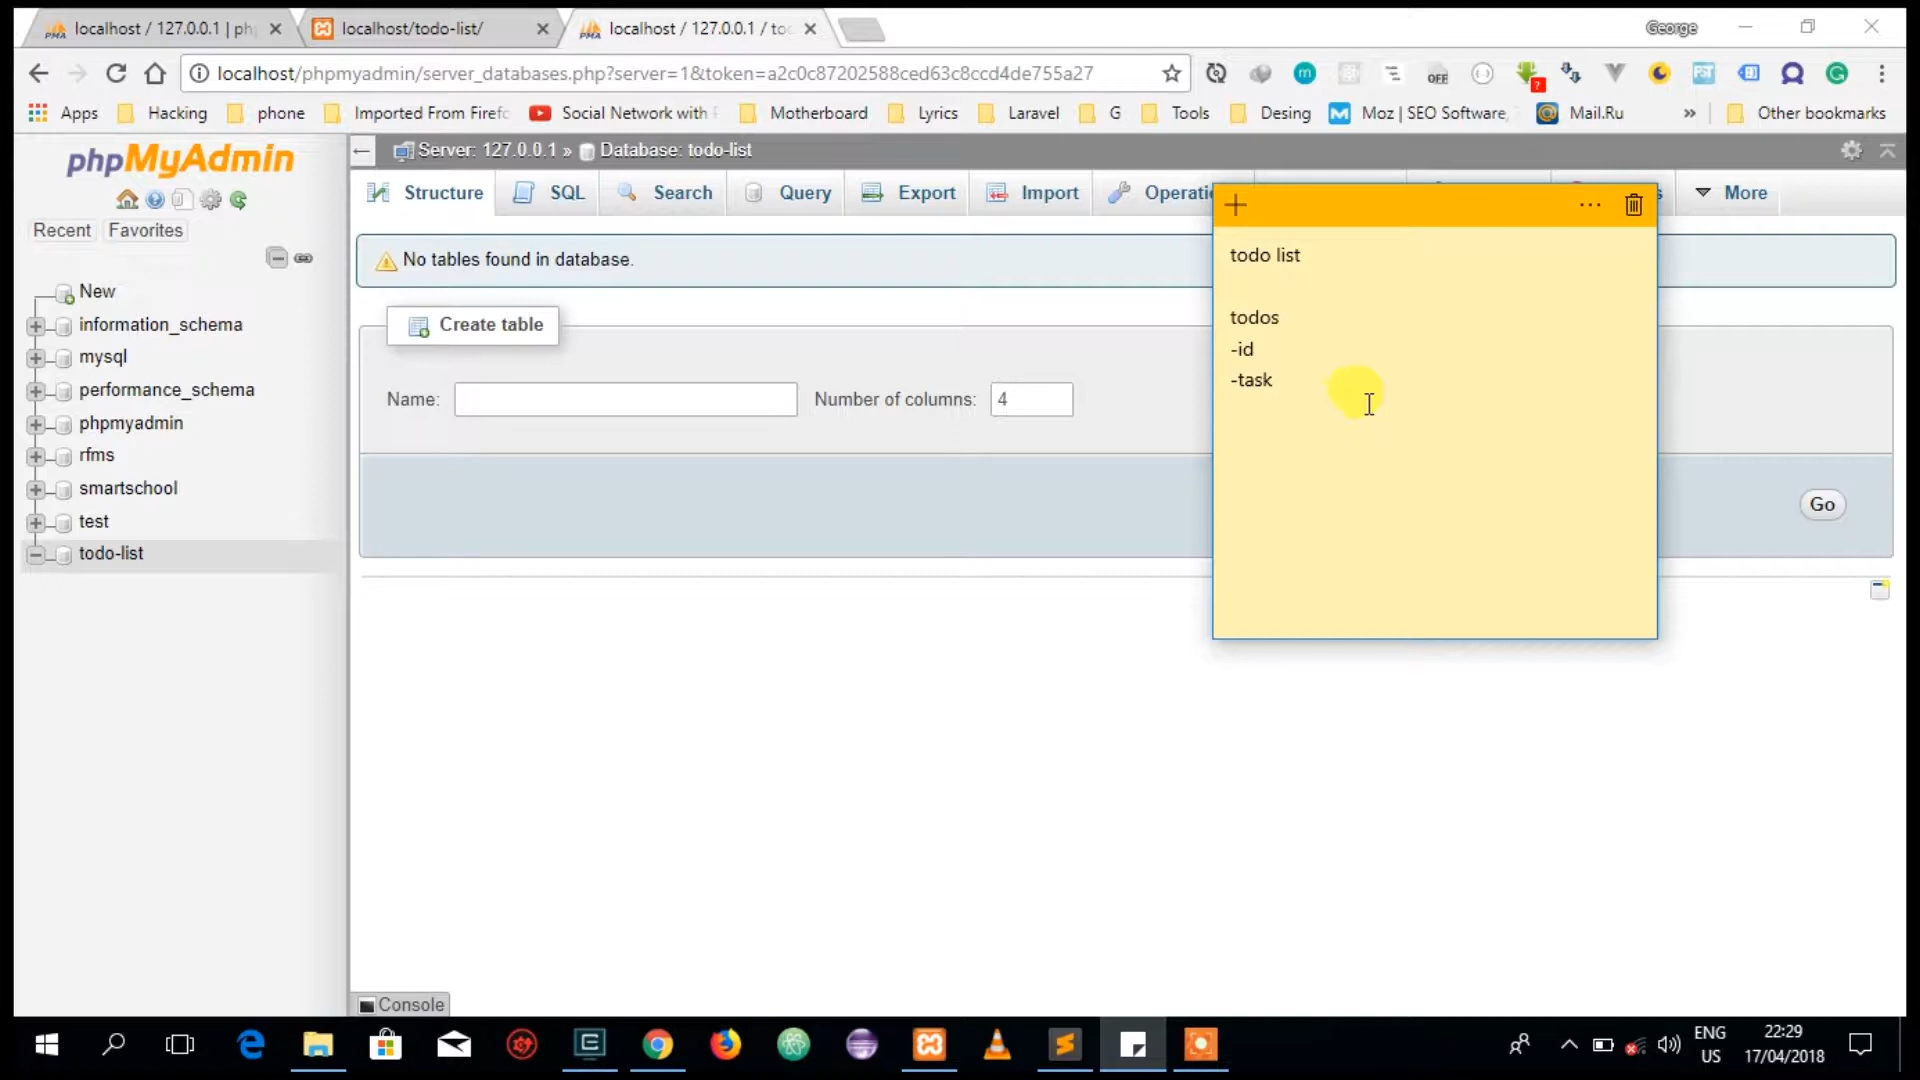 localhost / 127.0.0.1 | ph
localhost/todo-list/
localhost / 127.0.0.1 / to
George
localhost/phpmyadmin/server_databases.php?server=1&token=a2c0c87202588ced63c8ccd4de755a27
m
OFF
?
PST
G
Apps
Hacking
phone
Imported From Firef
Social Network with
Motherboard
Lyrics
Laravel
G
Tools
Desing
Moz | SEO Software,
Mail.Ru
»
Other bookmarks
phpMyAdmin
Recent
Favorites
New
information_schema
mysql
performance_schema
phpmyadmin
rfms
smartschool
test
todo-list
Server: 127.0.0.1 » Database: todo-list
Structure
SQL
Search
Query
Export
Import
Operati
s
More
No tables found in database.
Create table
Name:
Number of columns: 4
Go
todo list
todos
-id
-task
Console
ENG
US
22:29
17/04/2018